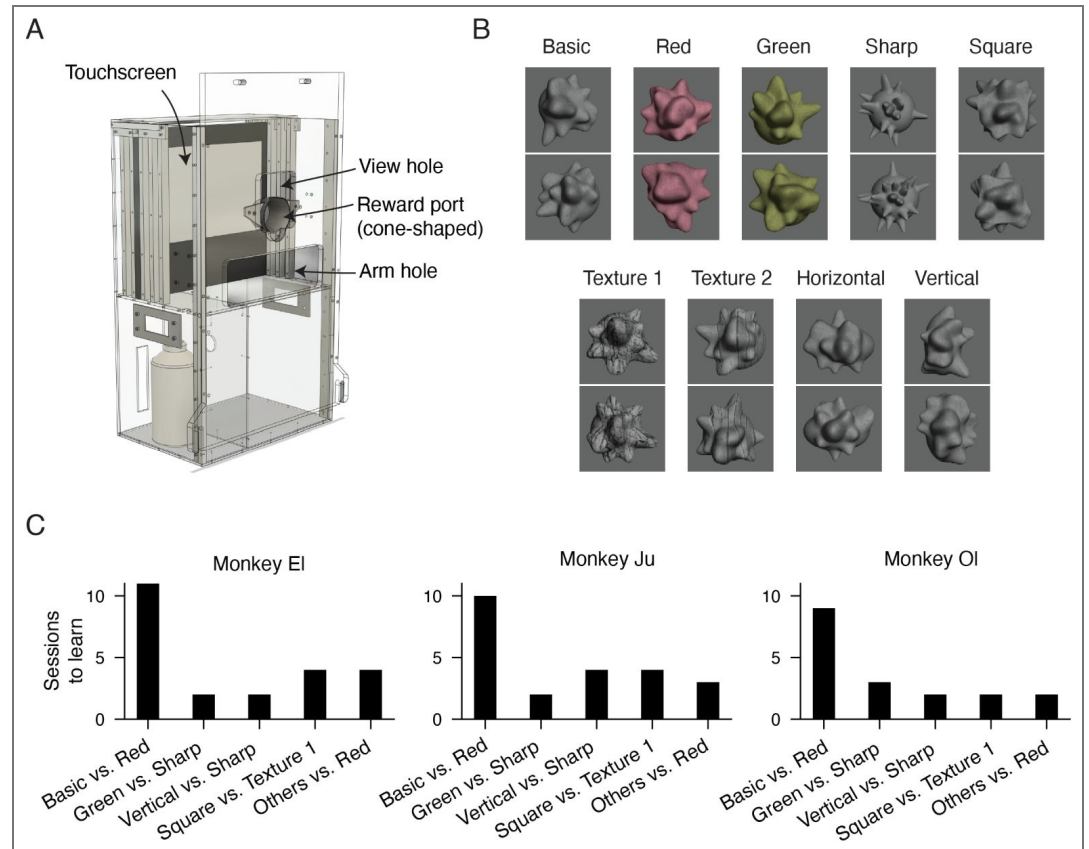 A
Touchscreen
View hole
Reward port
(cone-shaped)
Arm hole
B
Basic Red Green Sharp Square
Texture 1 Texture 2 Horizontal Vertical
C
Monkey El
Sessions
to learn
10
5
0
Basic vs. Red
Green vs. Sharp
Vertical vs. Sharp
Square vs. Texture 1
Others vs. Red
Monkey Ju
10
5
0
Basic vs. Red
Green vs. Sharp
Vertical vs. Sharp
Square vs. Texture 1
Others vs. Red
Monkey Ol
10
5
0
Basic vs. Red
Green vs. Sharp
Vertical vs. Sharp
Square vs. Texture 1
Others vs. Red